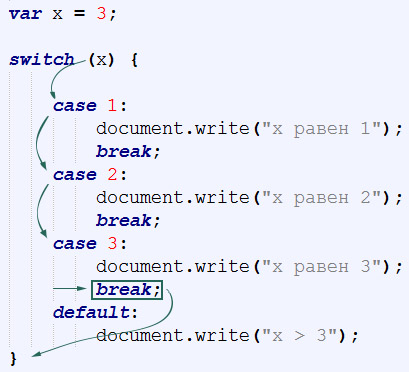 var x = 3;
switch (x) {
case 1:
document.write("x равен 1");
break;
case 2:
document.write("x равен 2");
break;
case 3:
document.write("x равен 3");
break;
default:
document.write("x > 3");
}